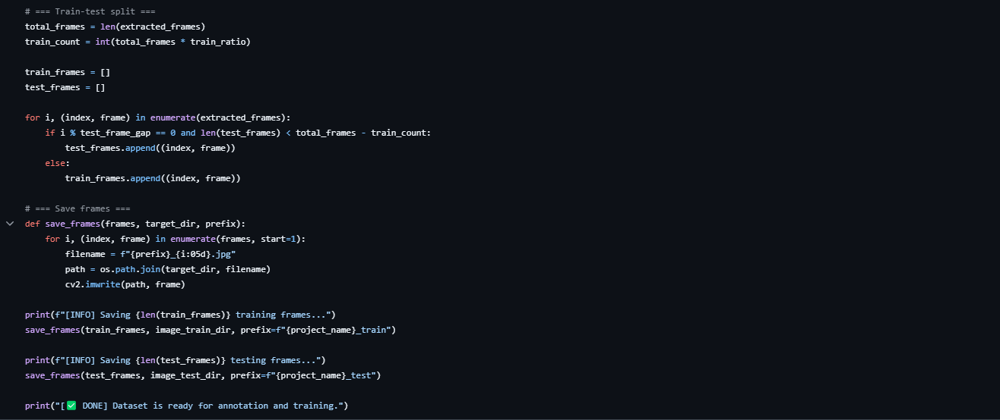 # === Train-test split ===
total_frames = len(extracted_frames)
train_count = int(total_frames * train_ratio)

train_frames = []
test_frames = []

for i, (index, frame) in enumerate(extracted_frames):
    if i % test_frame_gap == 0 and len(test_frames) < total_frames - train_count:
        test_frames.append((index, frame))
    else:
        train_frames.append((index, frame))

# === Save frames ===
def save_frames(frames, target_dir, prefix):
    for i, (index, frame) in enumerate(frames, start=1):
        filename = f"{prefix}_{i:05d}.jpg"
        path = os.path.join(target_dir, filename)
        cv2.imwrite(path, frame)

print(f"[INFO] Saving {len(train_frames)} training frames...")
save_frames(train_frames, image_train_dir, prefix=f"{project_name}_train")

print(f"[INFO] Saving {len(test_frames)} testing frames...")
save_frames(test_frames, image_test_dir, prefix=f"{project_name}_test")

print("[✅ DONE] Dataset is ready for annotation and training.")